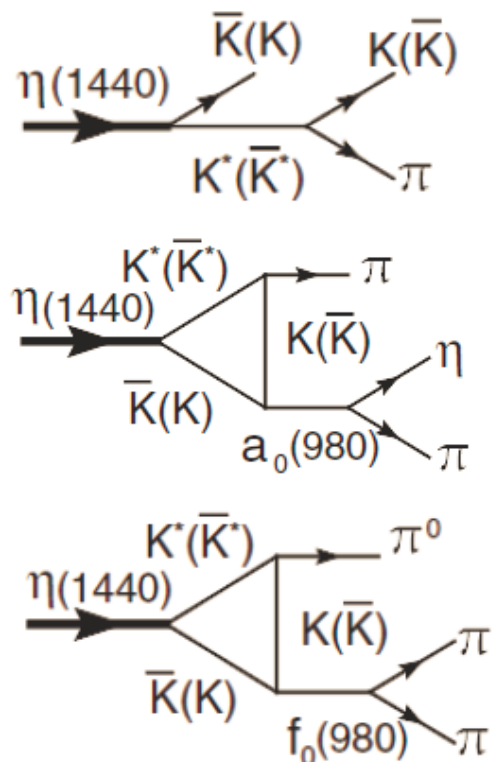 K̅(K) K(K̅)
η(1440)
K*(K̅*) π
K*(K̅*) π
η(1440)
K(K̅) η
K̅(K)
a₀(980) π
K*(K̅*) π⁰
η(1440)
K(K̅) π
K̅(K)
f₀(980) π